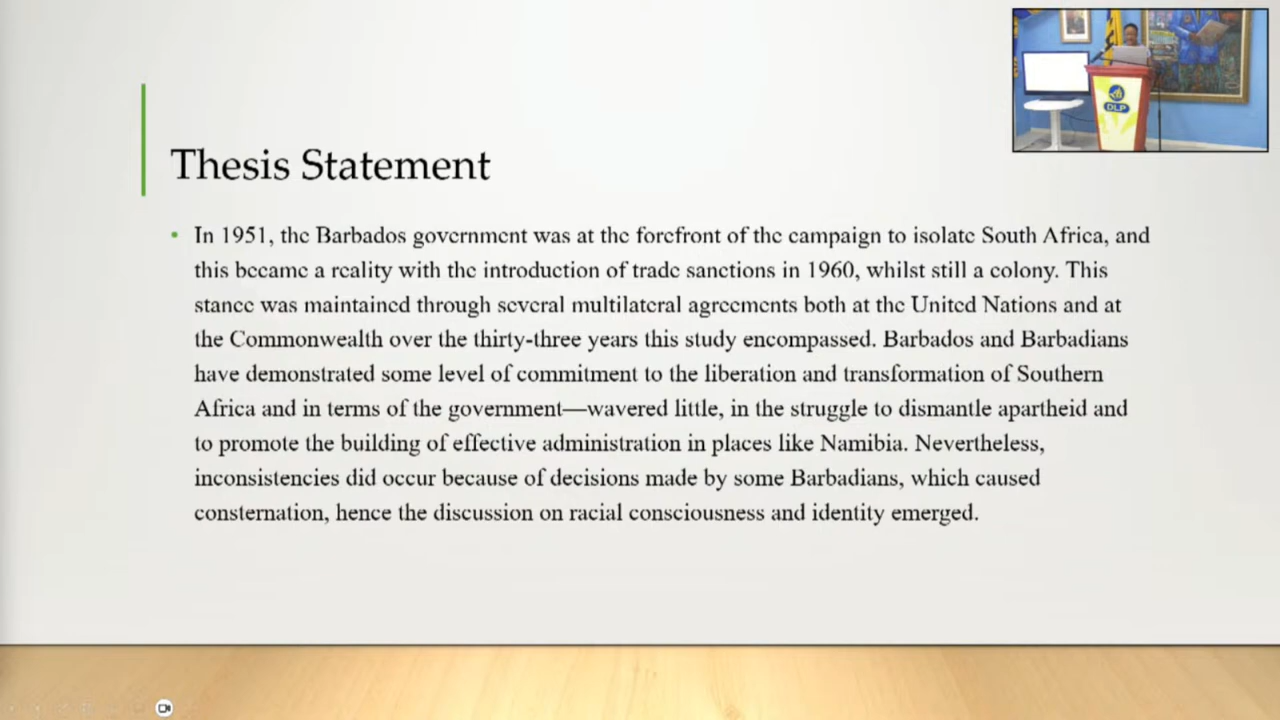 DLP
Thesis Statement
• In 1951, the Barbados government was at the forefront of the campaign to isolate South Africa, and
this became a reality with the introduction of trade sanctions in 1960, whilst still a colony. This
stance was maintained through several multilateral agreements both at the United Nations and at
the Commonwealth over the thirty-three years this study encompassed. Barbados and Barbadians
have demonstrated some level of commitment to the liberation and transformation of Southern
Africa and in terms of the government—wavered little, in the struggle to dismantle apartheid and
to promote the building of effective administration in places like Namibia. Nevertheless,
inconsistencies did occur because of decisions made by some Barbadians, which caused
consternation, hence the discussion on racial consciousness and identity emerged.